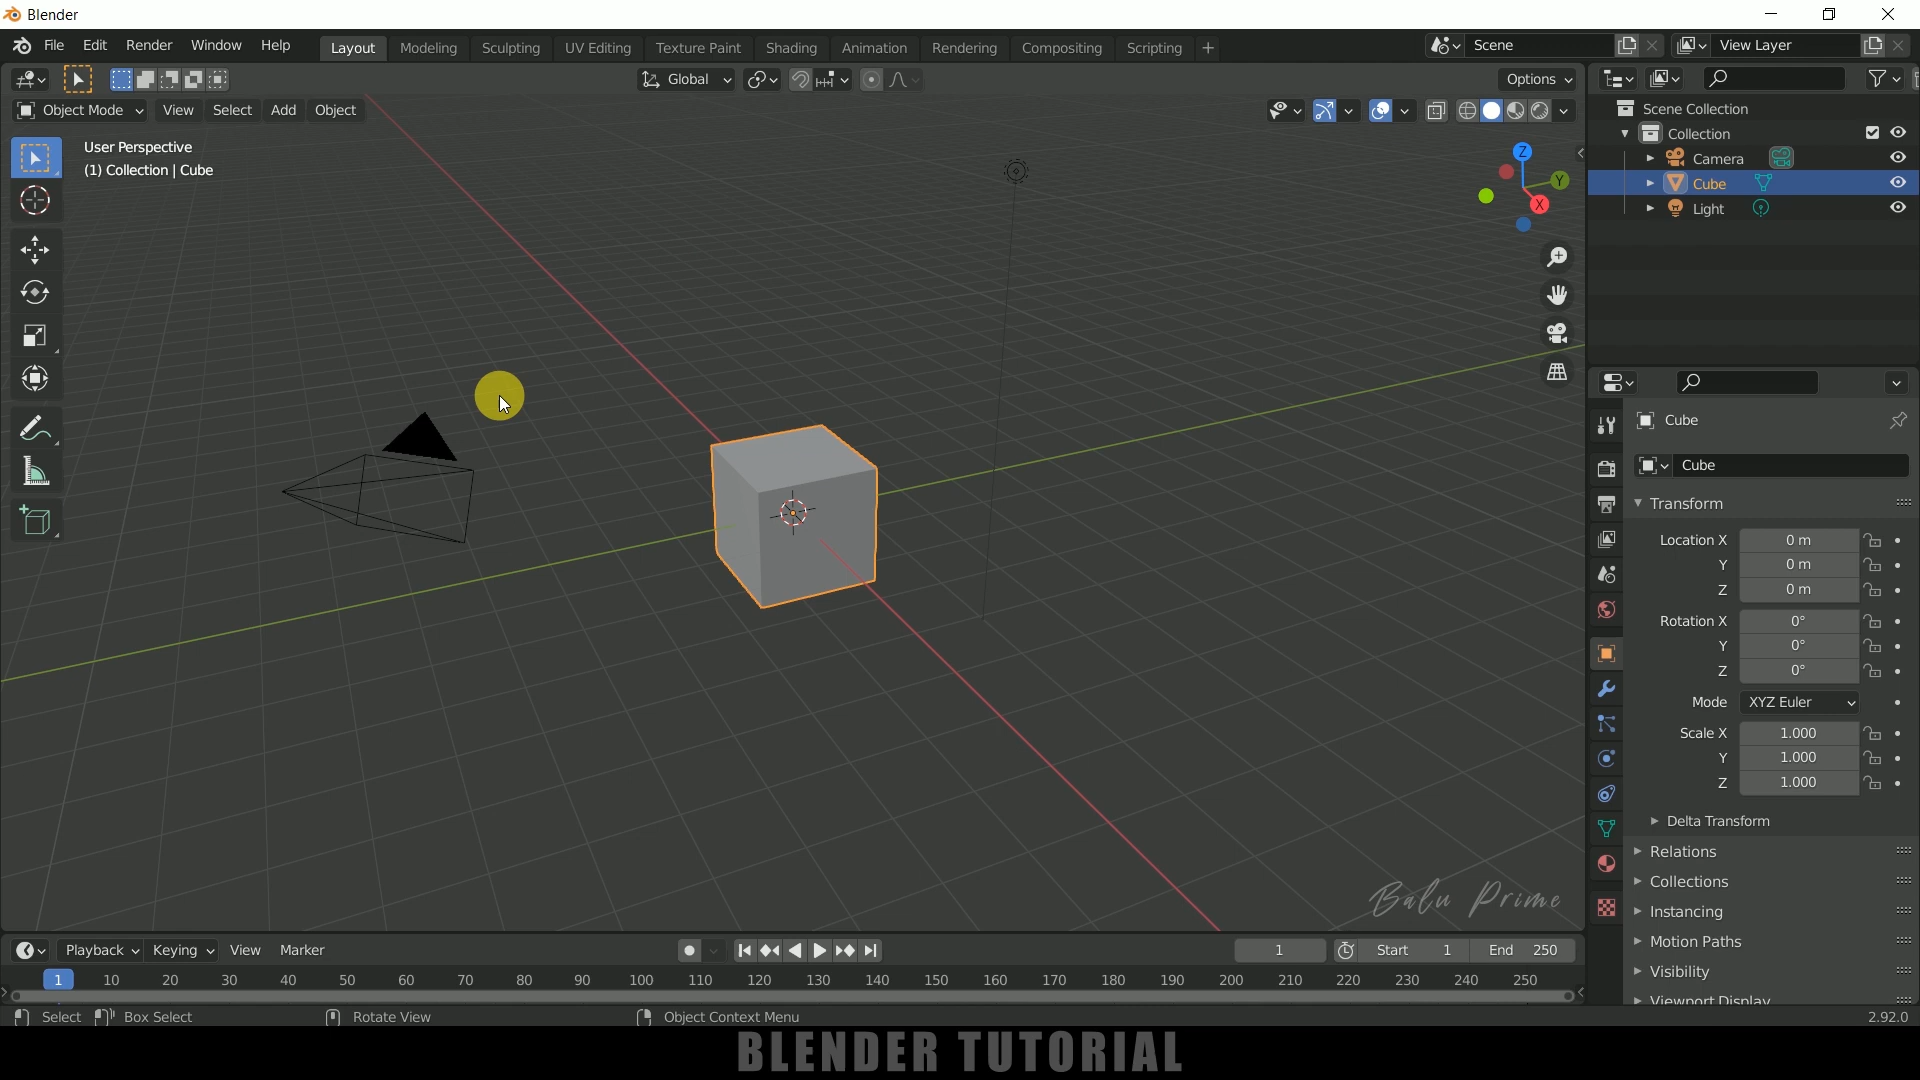 Blender
File Edit Render Window Help Layout Modeling Sculpting UV Editing Texture Paint Shading Animation Rendering Compositing Scripting + Scene View Layer
Global Options
Object Mode View Select Add Object
User Perspective
(1) Collection | Cube
Z
Y
X
Scene Collection
Collection
Camera
Cube
Light
Cube
Cube
Transform
Location X 0 m
Y 0 m
Z 0 m
Rotation X 0°
Y 0°
Z 0°
Mode XYZ Euler
Scale X 1.000
Y 1.000
Z 1.000
Delta Transform
Relations
Collections
Instancing
Motion Paths
Visibility
Viewport Display
Balu Prime
Playback Keying View Marker 1 Start 1 End 250
1 10 20 30 40 50 60 70 80 90 100 110 120 130 140 150 160 170 180 190 200 210 220 230 240 250
Select Box Select Rotate View Object Context Menu 2.92.0
BLENDER TUTORIAL